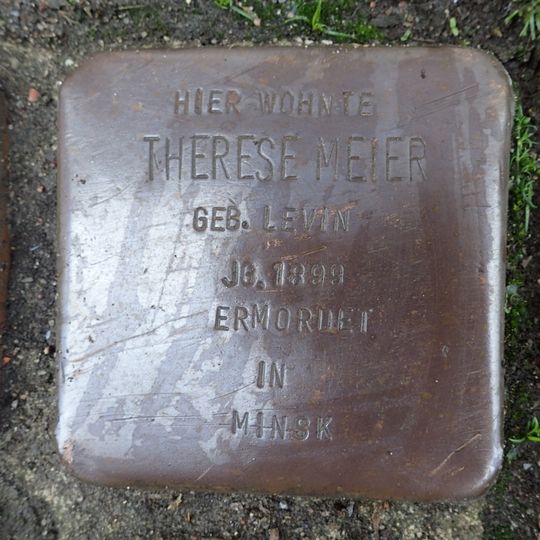 HIER WOHNTE
THERESE MEIER
GEB. LEVIN
JG. 1899
ERMORDET
IN
MINSK